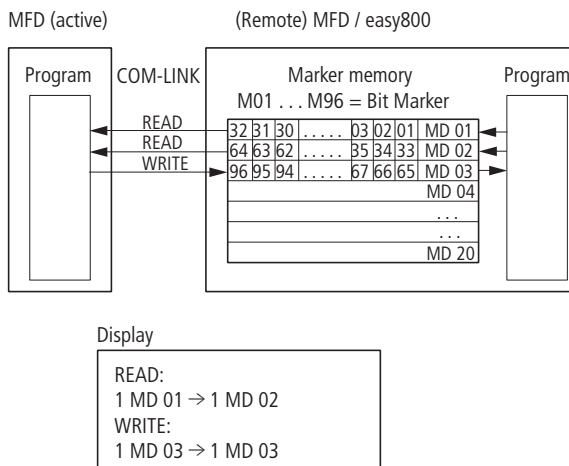 MFD (active)
(Remote) MFD / easy800
Program
COM-LINK
Marker memory
Program
M01 . . . M96 = Bit Marker
READ
32 31 30 . . . . . 03 02 01 MD 01
READ
64 63 62 . . . . . 35 34 33 MD 02
WRITE
96 95 94 . . . . . 67 66 65 MD 03
MD 04
. . .
. . .
MD 20
Display
READ:
1 MD 01 → 1 MD 02
WRITE:
1 MD 03 → 1 MD 03